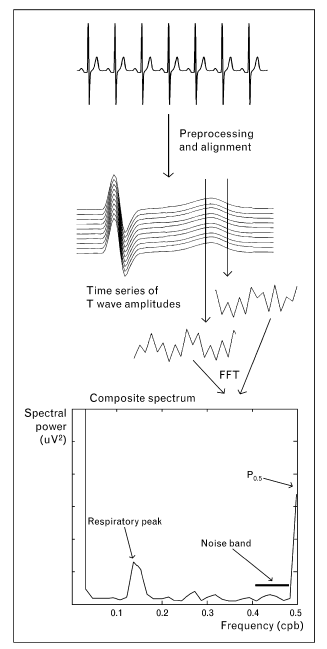 Preprocessing
and alignment
Time series of
T wave amplitudes
FFT
Composite spectrum
Spectral
power
(uV²)
P0.5
Respiratory peak
Noise band
0.1 0.2 0.3 0.4 0.5
Frequency (cpb)